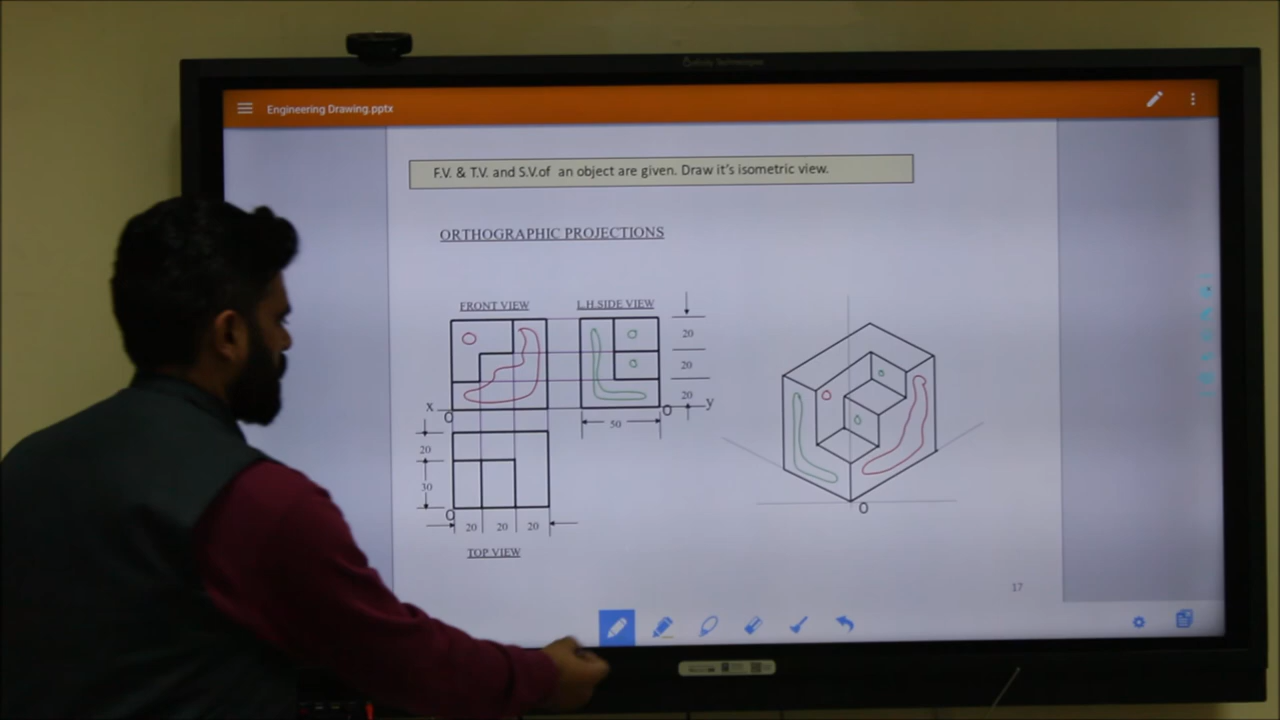 Engineering Drawing.pptx
F.V. & T.V. and S.V.of an object are given. Draw it's isometric view.
ORTHOGRAPHIC PROJECTIONS
FRONT VIEW
L.H.SIDE VIEW
20
20
20
X
O
O
y
50
20
30
O
20 20 20
TOP VIEW
O
17